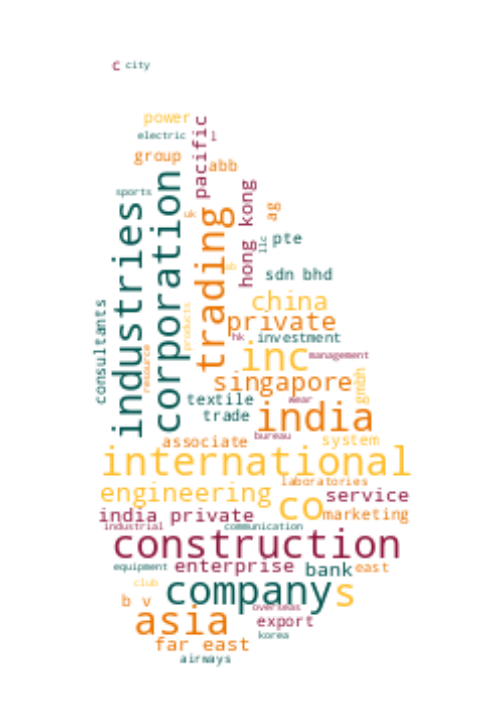 c city
power
electric
l
pacific
group
abb
sports
corporation
industries
hong kong
ag
uk
trading
llc
pte
sdn bhd
consultants
products
china
private
hk
investment
resource
inc
management
singapore
gmbh
textile
wear
trade
india
bureau
associate
system
international
laboratories
engineering
co
service
india private
marketing
industrial
communication
construction
equipment
enterprise
bank
east
club
company
s
b v
overseas
asia
export
korea
far east
airways